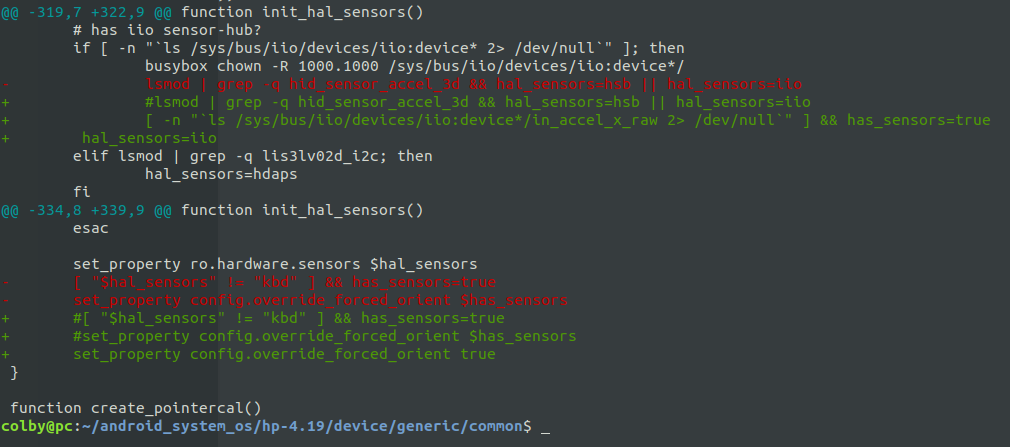 @@ -319,7 +322,9 @@ function init_hal_sensors()
        # has iio sensor-hub?
        if [ -n "`ls /sys/bus/iio/devices/iio:device* 2> /dev/null`" ]; then
                busybox chown -R 1000.1000 /sys/bus/iio/devices/iio:device*/
-               lsmod | grep -q hid_sensor_accel_3d && hal_sensors=hsb || hal_sensors=iio
+               #lsmod | grep -q hid_sensor_accel_3d && hal_sensors=hsb || hal_sensors=iio
+               [ -n "`ls /sys/bus/iio/devices/iio:device*/in_accel_x_raw 2> /dev/null`" ] && has_sensors=true
+        hal_sensors=iio
        elif lsmod | grep -q lis3lv02d_i2c; then
                hal_sensors=hdaps
        fi
@@ -334,8 +339,9 @@ function init_hal_sensors()
        esac

        set_property ro.hardware.sensors $hal_sensors
-       [ "$hal_sensors" != "kbd" ] && has_sensors=true
-       set_property config.override_forced_orient $has_sensors
+       #[ "$hal_sensors" != "kbd" ] && has_sensors=true
+       #set_property config.override_forced_orient $has_sensors
+       set_property config.override_forced_orient true
 }

 function create_pointercal()
colby@pc:~/android_system_os/hp-4.19/device/generic/common$ _